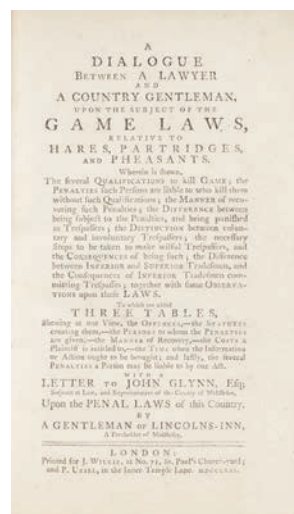 A
DIALOGUE
BETWEEN A LAWYER
AND
A COUNTRY GENTLEMAN,
UPON THE SUBJECT OF THE
GAME LAWS,
RELATIVE TO
HARES, PARTRIDGES,
AND PHEASANTS.
Wherein is shewn,
The ſeveral QUALIFICATIONS to kill GAME; the
PENALTIES ſuch Perſons are liable to who kill them
without ſuch Qualifications; the MANNER of reco-
vering ſuch Penalties; the DIFFERENCE between
being ſubject to the Penalties, and being puniſhed
as Treſpaſſers; the DISTINCTION between volun-
tary and involuntary Treſpaſſers; the neceſſary
Steps to be taken to make wilful Treſpaſſers, and
the CONSEQUENCES of being ſuch; the Difference
between INFERIOR and SUPERIOR Tradeſmen, and
the Conſequences of INFERIOR Tradeſmen com-
mitting Treſpaſs; together with ſome OBSERVA-
TIONS upon theſe LAWS.
To which are added
THREE TABLES,
Shewing at one View, the OFFENCES,—the STATUTES
creating them,—the PERSONS to whom the PENALTIES
are given,—the MANNER of Recovery,—the COSTS a
Plaintiff is entitled to,—the TIME when the Information
or Action ought to be brought; and laſtly, the ſeveral
PENALTIES a Perſon may be liable to by one Act.
WITH A
LETTER TO JOHN GLYNN, Eſq.
Serjeant at Law, and Repreſentative of the County of Middleſex,
Upon the PENAL LAWS of this Country.
BY
A GENTLEMAN OF LINCOLNS-INN,
A Freeholder of Middleſex.
LONDON:
Printed for J. WILKIE, at No. 71, St. Paul's Church-yard;
and P. URIEL, in the Inner Temple Lane.